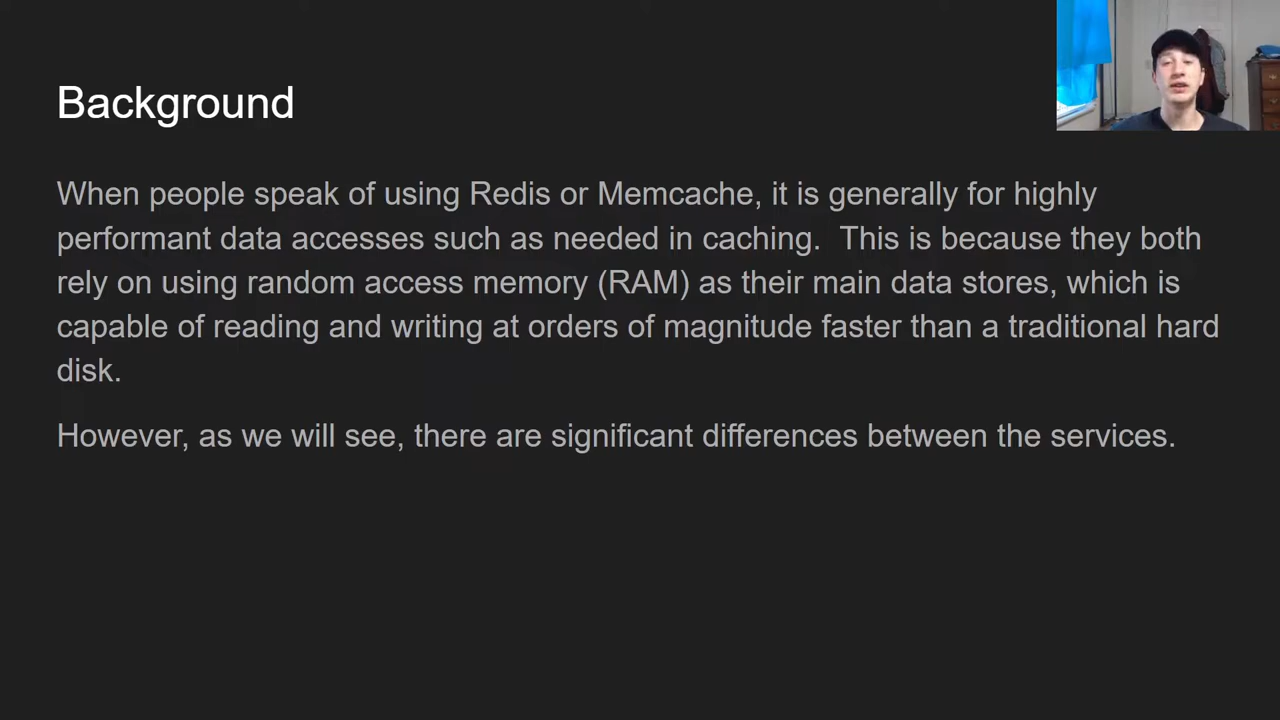 Background
When people speak of using Redis or Memcache, it is generally for highly
performant data accesses such as needed in caching.  This is because they both
rely on using random access memory (RAM) as their main data stores, which is
capable of reading and writing at orders of magnitude faster than a traditional hard
disk.
However, as we will see, there are significant differences between the services.